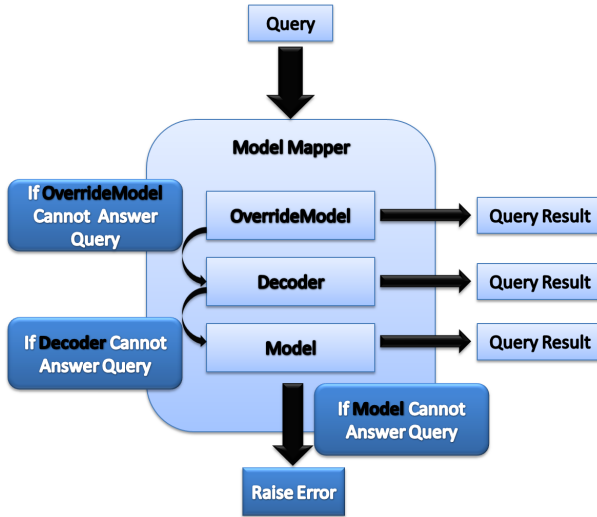 Query
Model Mapper
If OverrideModel
Cannot Answer
Query
OverrideModel
Query Result
Decoder
Query Result
If Decoder Cannot
Answer Query
Model
Query Result
If Model Cannot
Answer Query
Raise Error